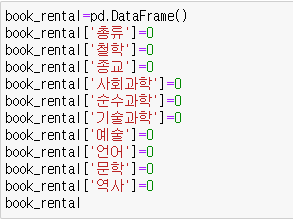 book_rental=pd.DataFrame()
book_rental['총류']=0
book_rental['철학']=0
book_rental['종교']=0
book_rental['사회과학']=0
book_rental['순수과학']=0
book_rental['기술과학']=0
book_rental['예술']=0
book_rental['언어']=0
book_rental['문학']=0
book_rental['역사']=0
book_rental